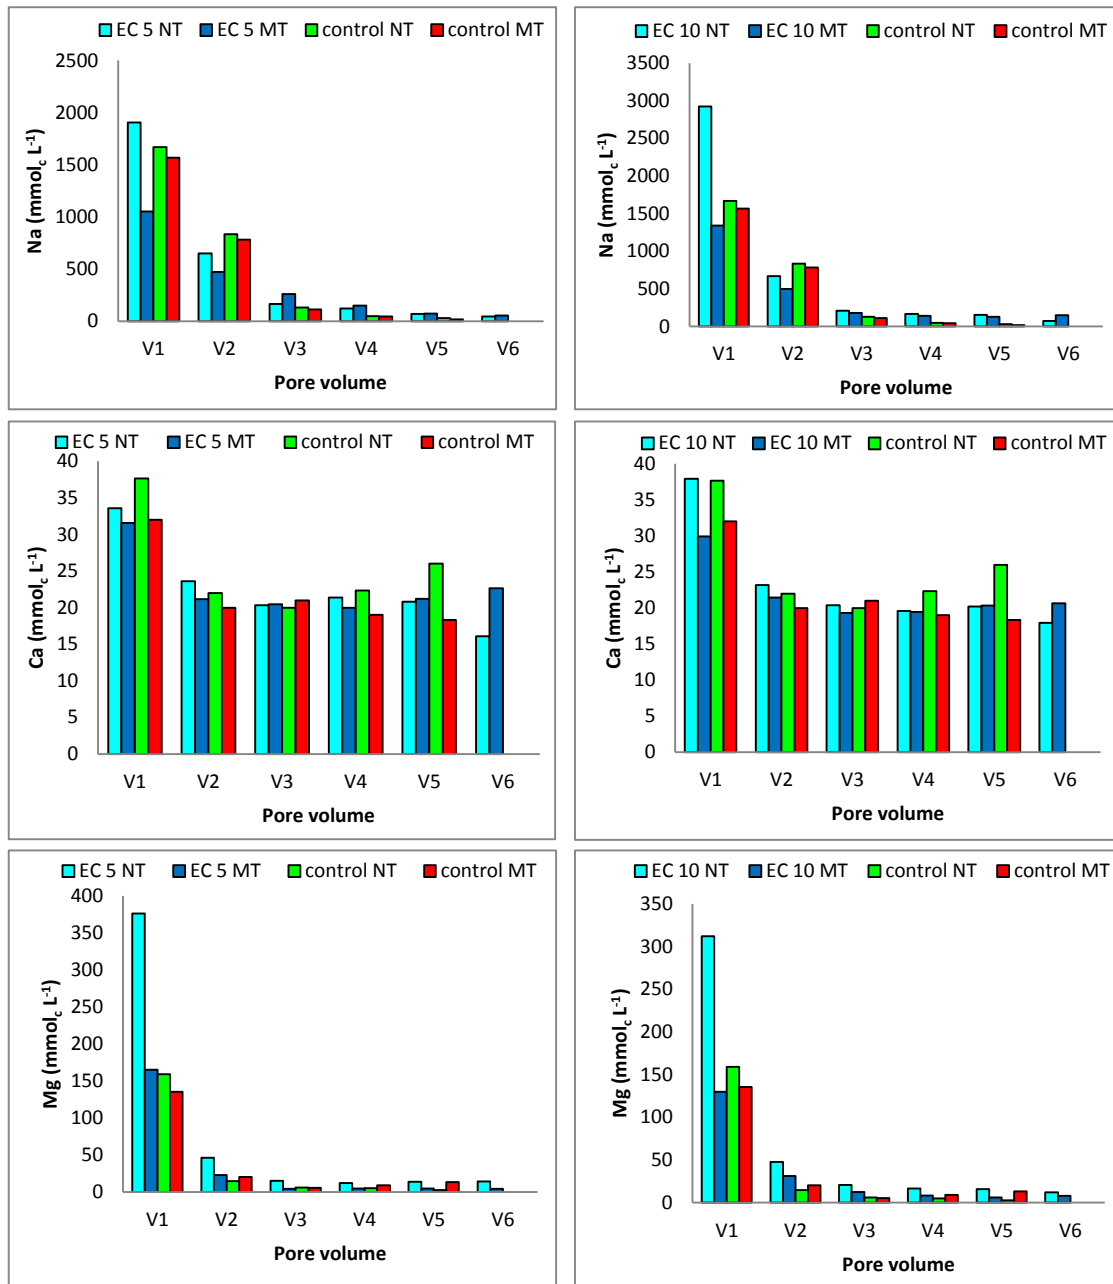 EC 5 NT EC 5 MT control NT control MT
2500
2000
1500
1000
500
0
Na (mmolc L-1)
V1 V2 V3 V4 V5 V6
Pore volume
EC 10 NT EC 10 MT control NT control MT
3500
3000
2500
2000
1500
1000
500
0
Na (mmolc L-1)
V1 V2 V3 V4 V5 V6
Pore volume
EC 5 NT EC 5 MT control NT control MT
40
35
30
25
20
15
10
5
0
Ca (mmolc L-1)
V1 V2 V3 V4 V5 V6
Pore volume
EC 10 NT EC 10 MT control NT control MT
40
35
30
25
20
15
10
5
0
Ca (mmolc L-1)
V1 V2 V3 V4 V5 V6
Pore volume
EC 5 NT EC 5 MT control NT control MT
400
350
300
250
200
150
100
50
0
Mg (mmolc L-1)
V1 V2 V3 V4 V5 V6
Pore volume
EC 10 NT EC 10 MT control NT control MT
350
300
250
200
150
100
50
0
Mg (mmolc L-1)
V1 V2 V3 V4 V5 V6
Pore volume